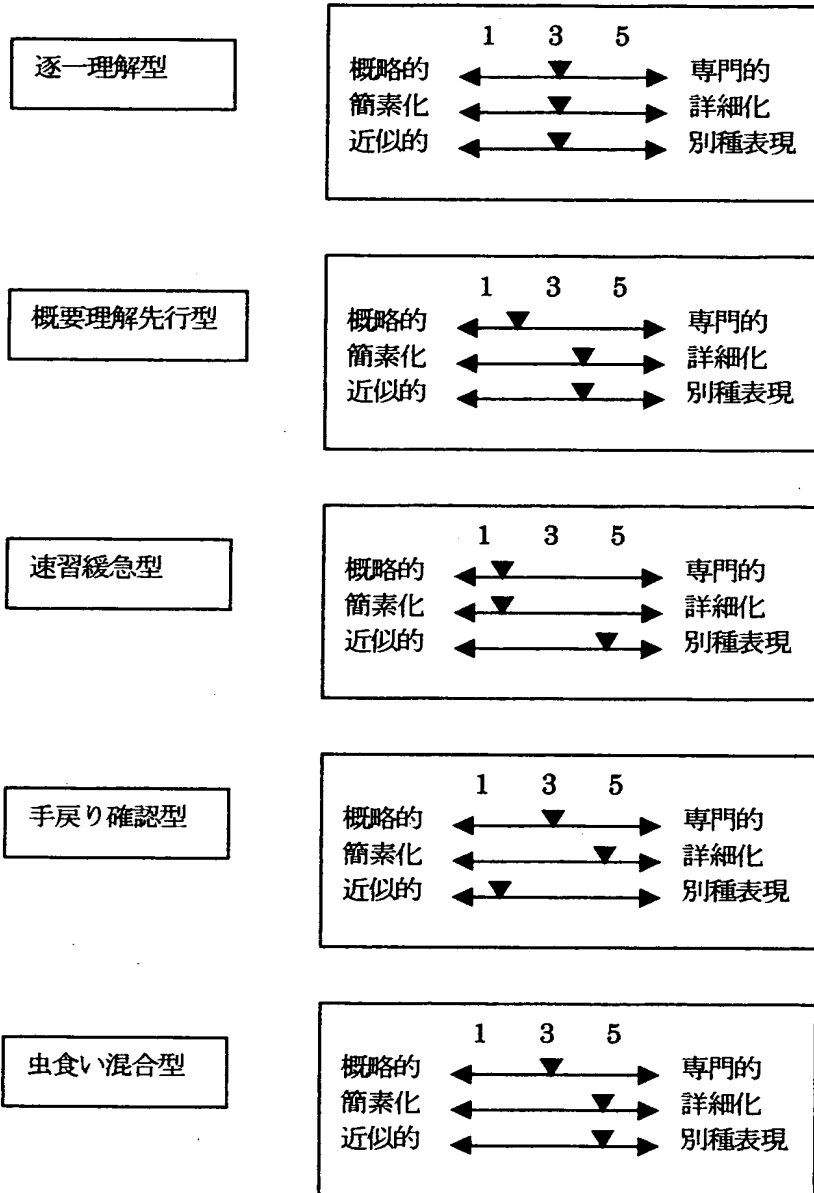 逐一理解型
1 3 5
概略的 専門的
簡素化 詳細化
近似的 別種表現
概要理解先行型
1 3 5
概略的 専門的
簡素化 詳細化
近似的 別種表現
速習緩急型
1 3 5
概略的 専門的
簡素化 詳細化
近似的 別種表現
手戻り確認型
1 3 5
概略的 専門的
簡素化 詳細化
近似的 別種表現
虫食い混合型
1 3 5
概略的 専門的
簡素化 詳細化
近似的 別種表現